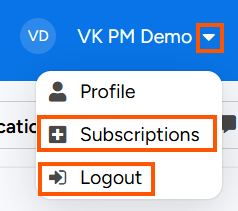 VD VK PM Demo
Profile
Subscriptions
Logout